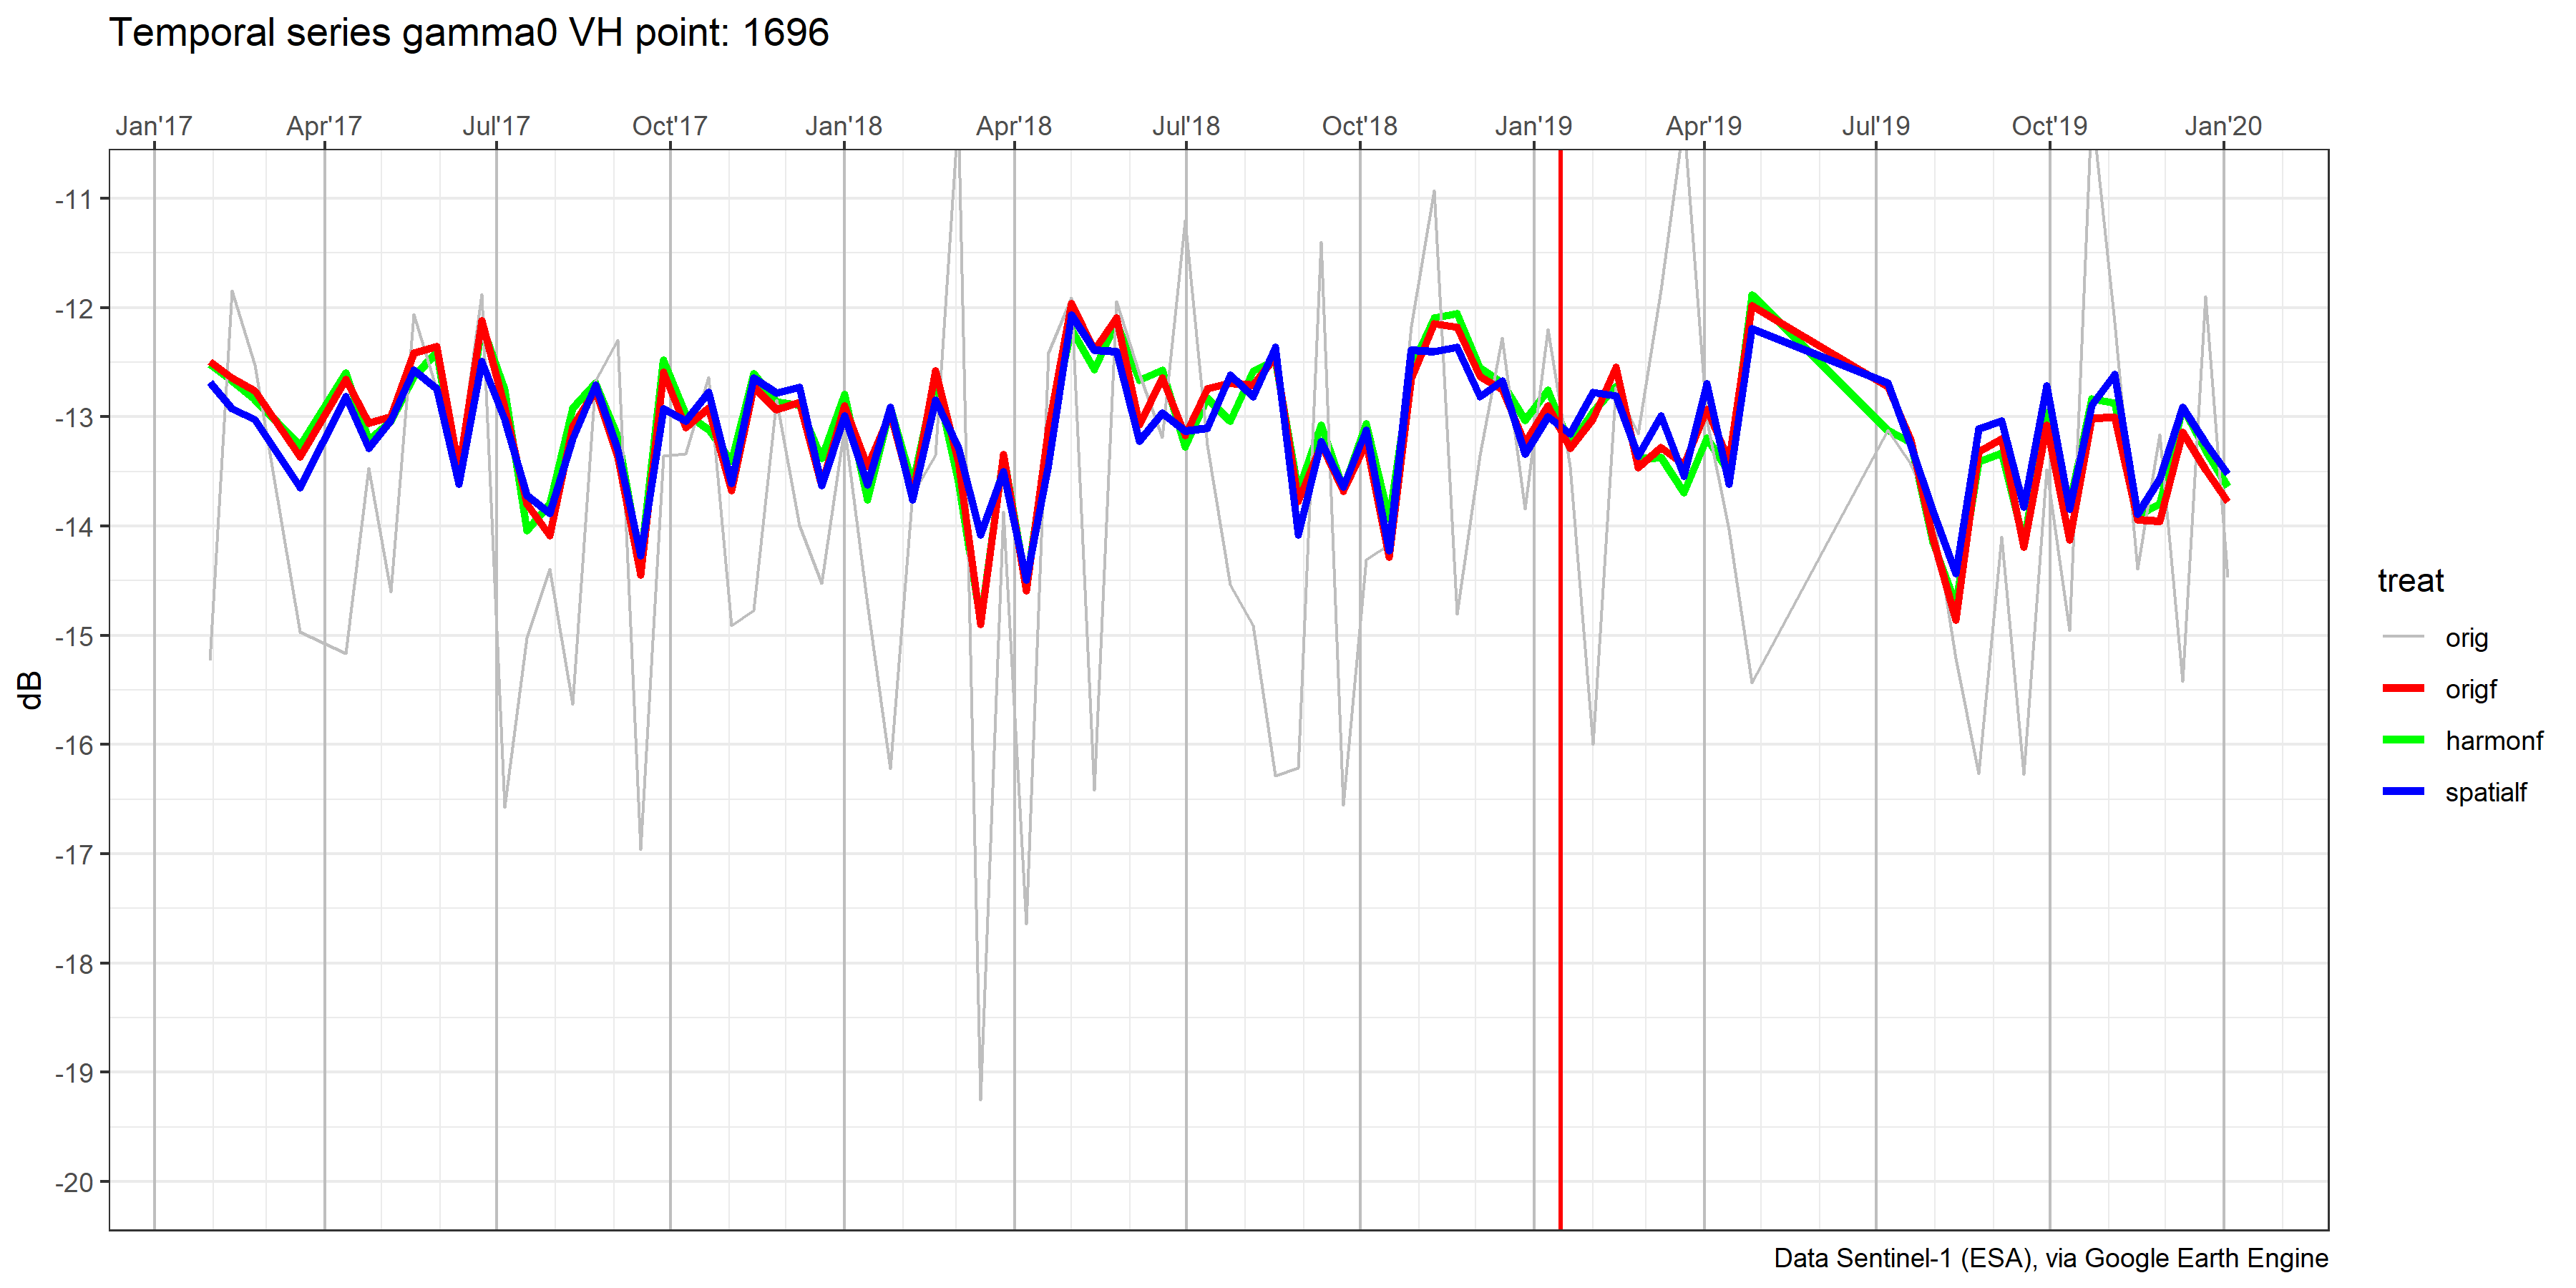 Temporal series gamma0 VH point: 1696
Jan'17 Apr'17 Jul'17 Oct'17 Jan'18 Apr'18 Jul'18 Oct'18 Jan'19 Apr'19 Jul'19 Oct'19 Jan'20
-11
-12
-13
-14
-15
-16
-17
-18
-19
-20
dB
treat
orig
origf
harmonf
spatialf
Data Sentinel-1 (ESA), via Google Earth Engine